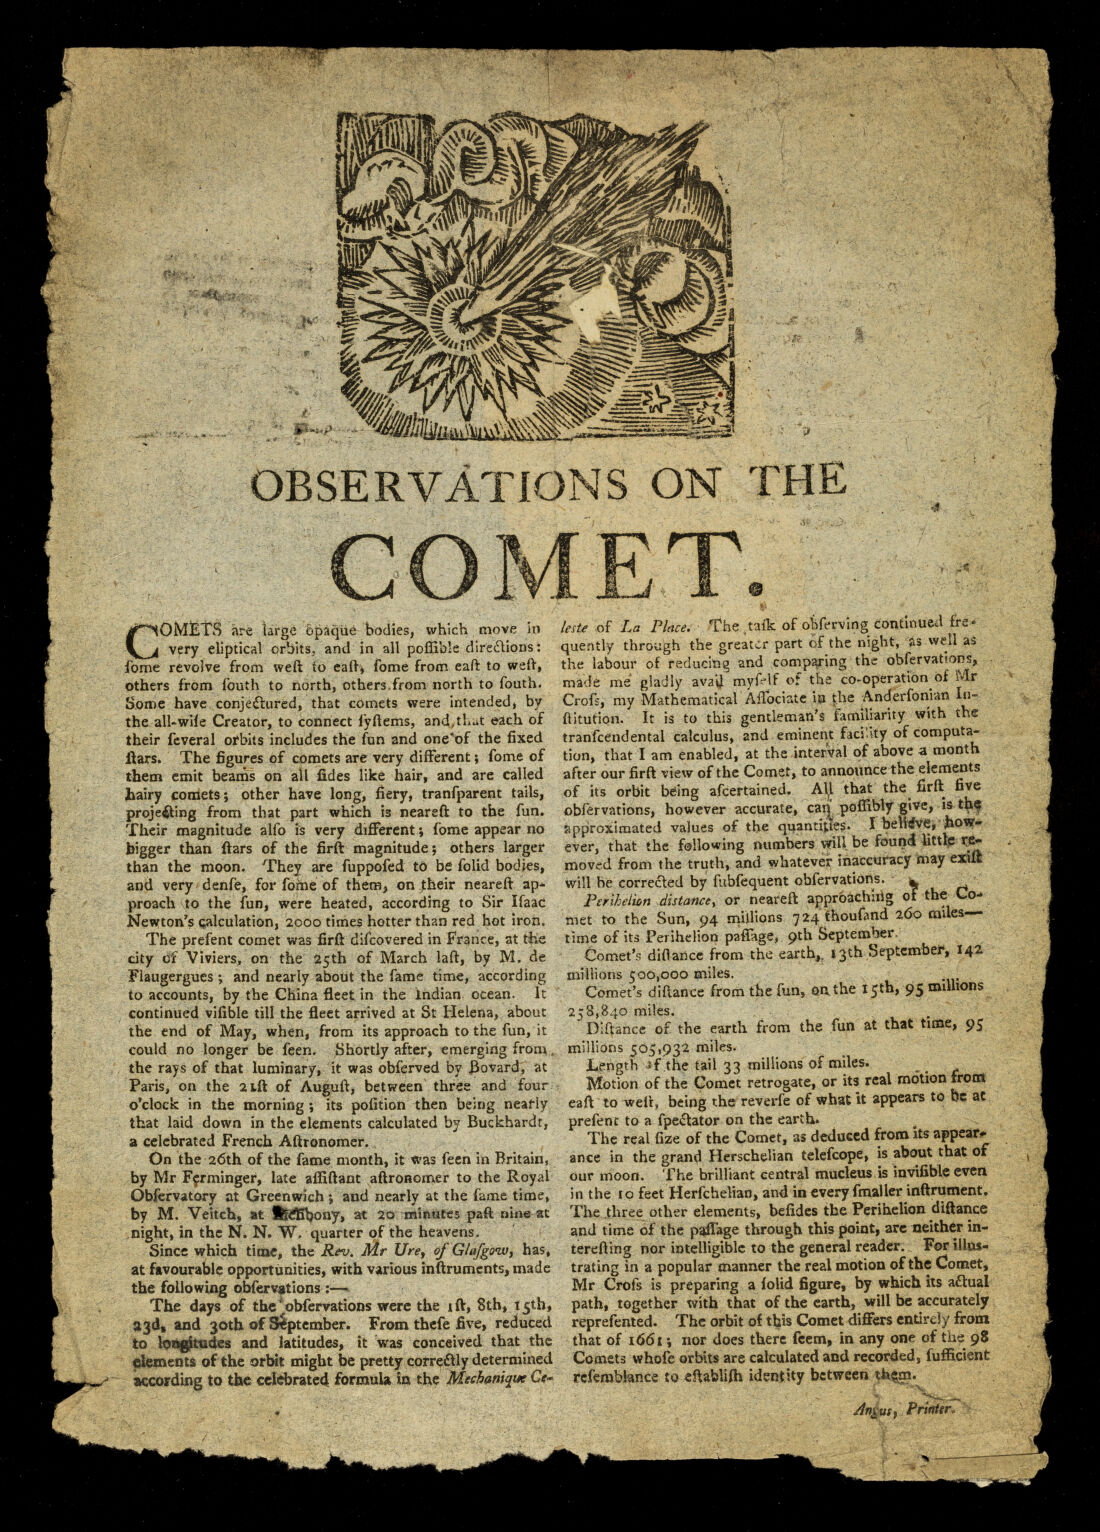 OBSERVATIONS ON THE
COMET.
COMETS are large opaque bodies, which move in
very eliptical orbits, and in all poſſible directions:
ſome revolve from weſt to eaſt, ſome from eaſt to weſt,
others from ſouth to north, others from north to ſouth.
Some have conjectured, that comets were intended, by
the all-wiſe Creator, to connect ſyſtems, and that each of
their ſeveral orbits includes the ſun and one of the fixed
ſtars. The figures of comets are very different; ſome of
them emit beams on all ſides like hair, and are called
hairy comets; other have long, fiery, tranſparent tails,
projecting from that part which is neareſt to the ſun.
Their magnitude alſo is very different; ſome appear no
bigger than ſtars of the firſt magnitude; others larger
than the moon. They are ſuppoſed to be ſolid bodies,
and very denſe, for ſome of them, on their neareſt ap-
proach to the ſun, were heated, according to Sir Iſaac
Newton's calculation, 2000 times hotter than red hot iron.
The preſent comet was firſt diſcovered in France, at the
city of Viviers, on the 25th of March laſt, by M. de
Flaugergues; and nearly about the ſame time, according
to accounts, by the China fleet in the Indian ocean. It
continued viſible till the fleet arrived at St Helena, about
the end of May, when, from its approach to the ſun, it
could no longer be ſeen. Shortly after, emerging from
the rays of that luminary, it was obſerved by Bovard, at
Paris, on the 21ſt of Auguſt, between three and four
o'clock in the morning; its poſition then being nearly
that laid down in the elements calculated by Buckhardt,
a celebrated French Aſtronomer.
On the 26th of the ſame month, it was ſeen in Britain,
by Mr Ferminger, late aſſiſtant aſtronomer to the Royal
Obſervatory at Greenwich; and nearly at the ſame time,
by M. Veitch, at at 20 minutes paſt nine at
night, in the N. N. W. quarter of the heavens.
Since which time, the Rev. Mr Ure, of Glaſgow, has,
at favourable opportunities, with various inſtruments, made
the following obſervations :—
The days of the obſervations were the 1ſt, 8th, 15th,
23d, and 30th of September. From theſe five, reduced
to longitudes and latitudes, it was conceived that the
elements of the orbit might be pretty correctly determined
according to the celebrated formula in the Mechanique Ce-
leste of La Place. The taſk of obſerving continued fre-
quently through the greater part of the night, as well as
the labour of reducing and comparing the obſervations,
made me gladly avail myſelf of the co-operation of Mr
Croſs, my Mathematical Aſſociate in the Anderſonian In-
ſtitution. It is to this gentleman's familiarity with the
tranſcendental calculus, and eminent facility of computa-
tion, that I am enabled, at the interval of above a month
after our firſt view of the Comet, to announce the elements
of its orbit being aſcertained. All that the firſt five
obſervations, however accurate, can poſſibly give, is the
approximated values of the quantities. I believe, how-
ever, that the following numbers will be found little re-
moved from the truth, and whatever inaccuracy may exiſt
will be corrected by ſubſequent obſervations.
Perihelion distance, or neareſt approaching of the Co-
met to the Sun, 94 millions 724 thouſand 260 miles—
time of its Perihelion paſſage, 9th September.
Comet's diſtance from the earth, 13th September, 142
millions 500,000 miles.
Comet's diſtance from the ſun, on the 15th, 95 millions
258,840 miles.
Diſtance of the earth from the ſun at that time, 95
millions 505,932 miles.
Length of the tail 33 millions of miles.
Motion of the Comet retrogate, or its real motion from
eaſt to weſt, being the reverſe of what it appears to be at
preſent to a ſpectator on the earth.
The real ſize of the Comet, as deduced from its appear-
ance in the grand Herschelian teleſcope, is about that of
our moon. The brilliant central mucleus is inviſible even
in the 10 feet Herſchelian, and in every ſmaller inſtrument.
The three other elements, beſides the Perihelion diſtance
and time of the paſſage through this point, are neither in-
tereſting nor intelligible to the general reader. For illus-
trating in a popular manner the real motion of the Comet,
Mr Croſs is preparing a ſolid figure, by which its actual
path, together with that of the earth, will be accurately
repreſented. The orbit of this Comet differs entirely from
that of 1661; nor does there ſeem, in any one of the 98
Comets whoſe orbits are calculated and recorded, ſufficient
reſemblance to eſtabliſh identity between them.
Angus, Printer.